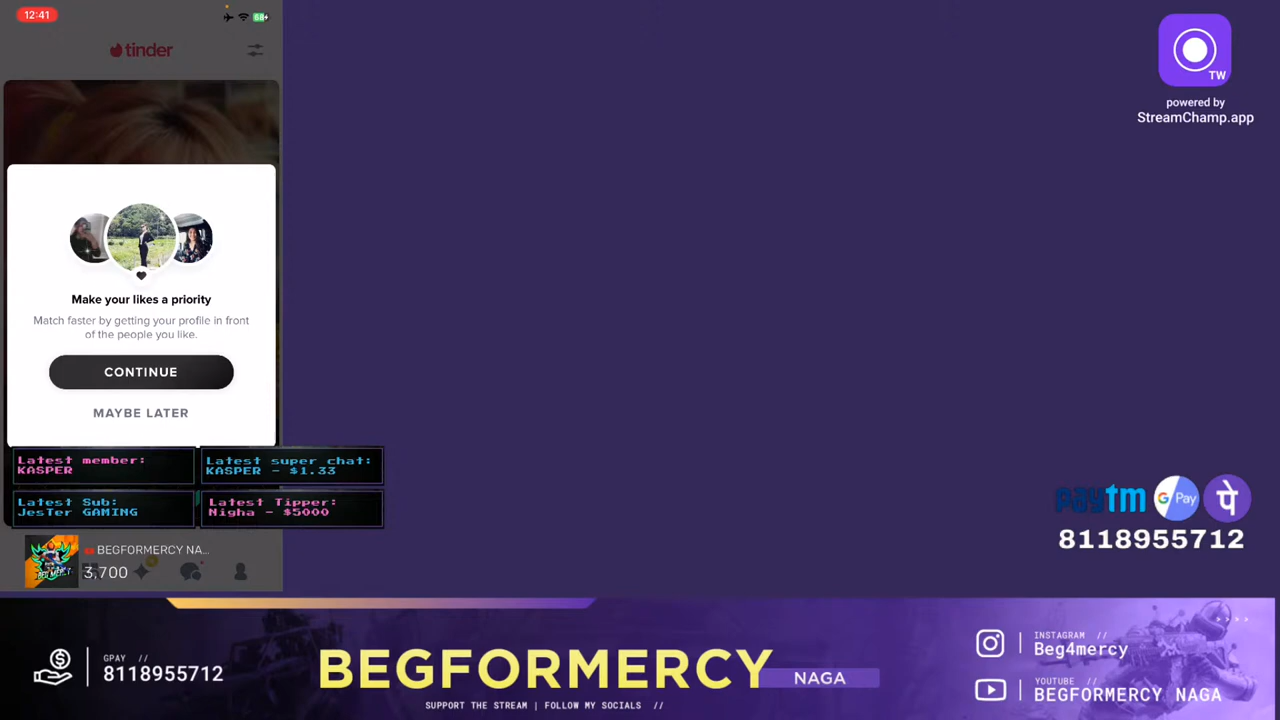 12:41
68
tinder
Make your likes a priority
Match faster by getting your profile in front
of the people you like.
CONTINUE
MAYBE LATER
Latest member:
KASPER
Latest super chat:
KASPER - $1.33
Latest Sub:
JesTer GAMING
Latest Tipper:
Nigha - $5000
BEGFORMERCY NA...
3,700
TW
powered by
StreamChamp.app
paytm G Pay पे
8118955712
GPAY //
8118955712
BEGFORMERCY
NAGA
SUPPORT THE STREAM | FOLLOW MY SOCIALS //
> > > >
INSTAGRAM //
Beg4mercy
YOUTUBE //
BEGFORMERCY NAGA